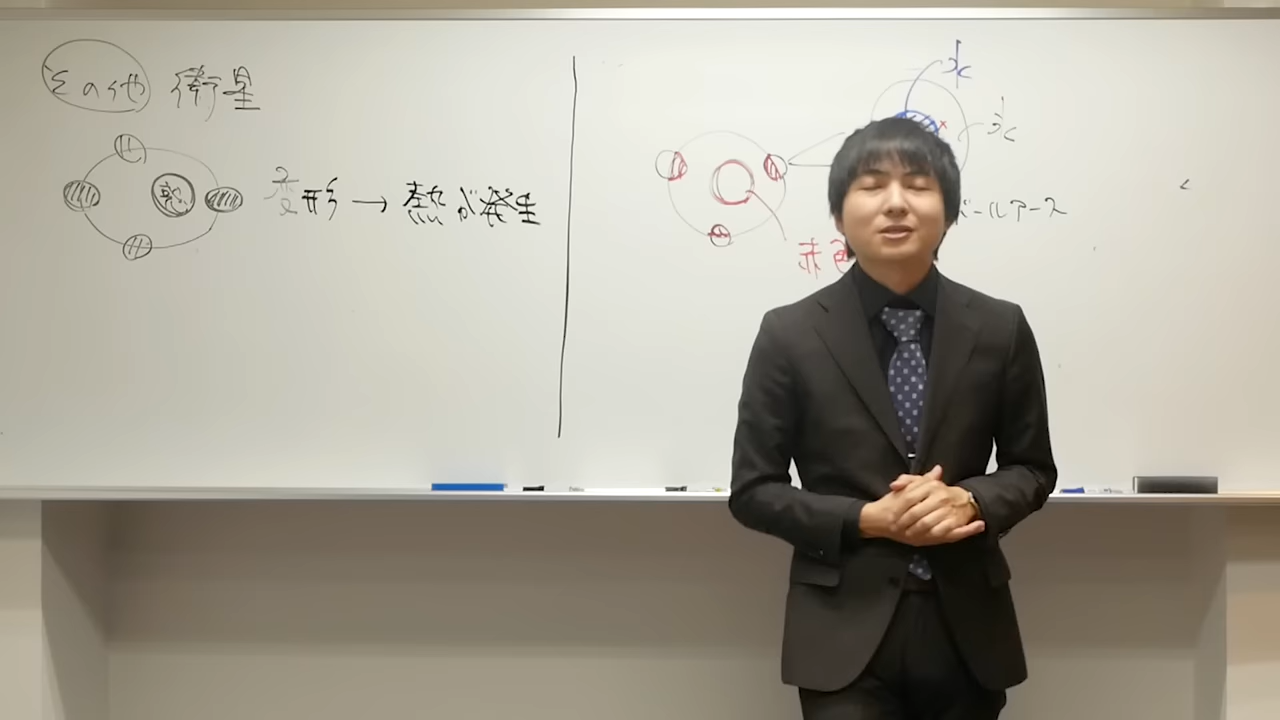 その他 衛星
変形→熱が発生
氷
氷
ボールアース
赤色